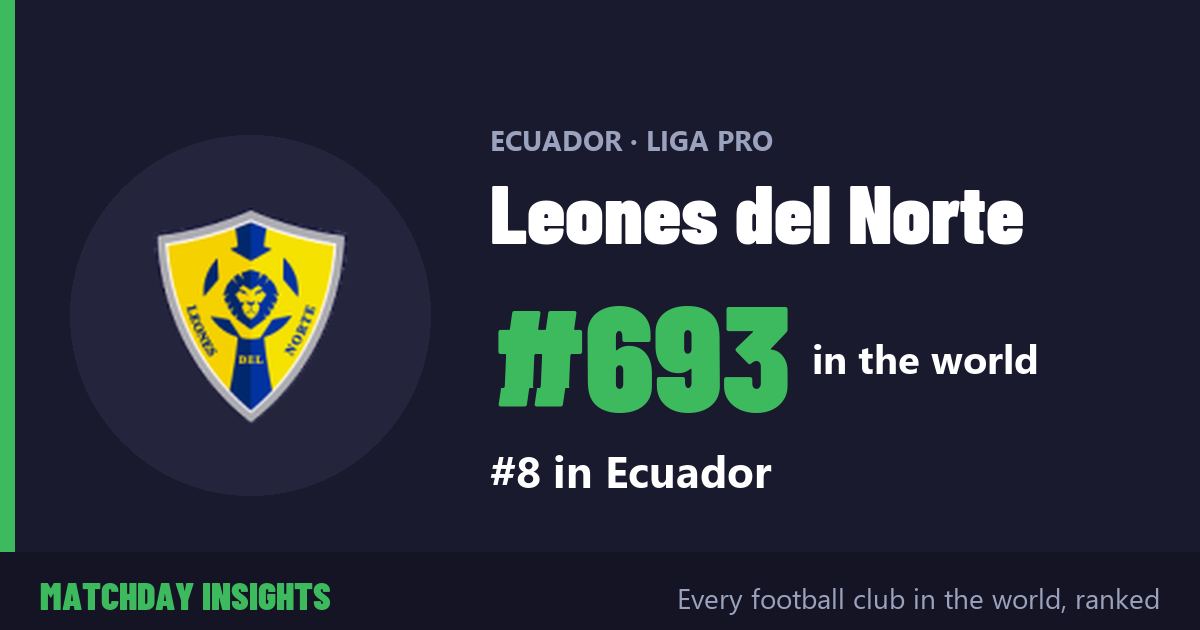 ECUADOR · LIGA PRO
Leones del Norte
#693 in the world
#8 in Ecuador
LEONES DEL NORTE
MATCHDAY INSIGHTS
Every football club in the world, ranked